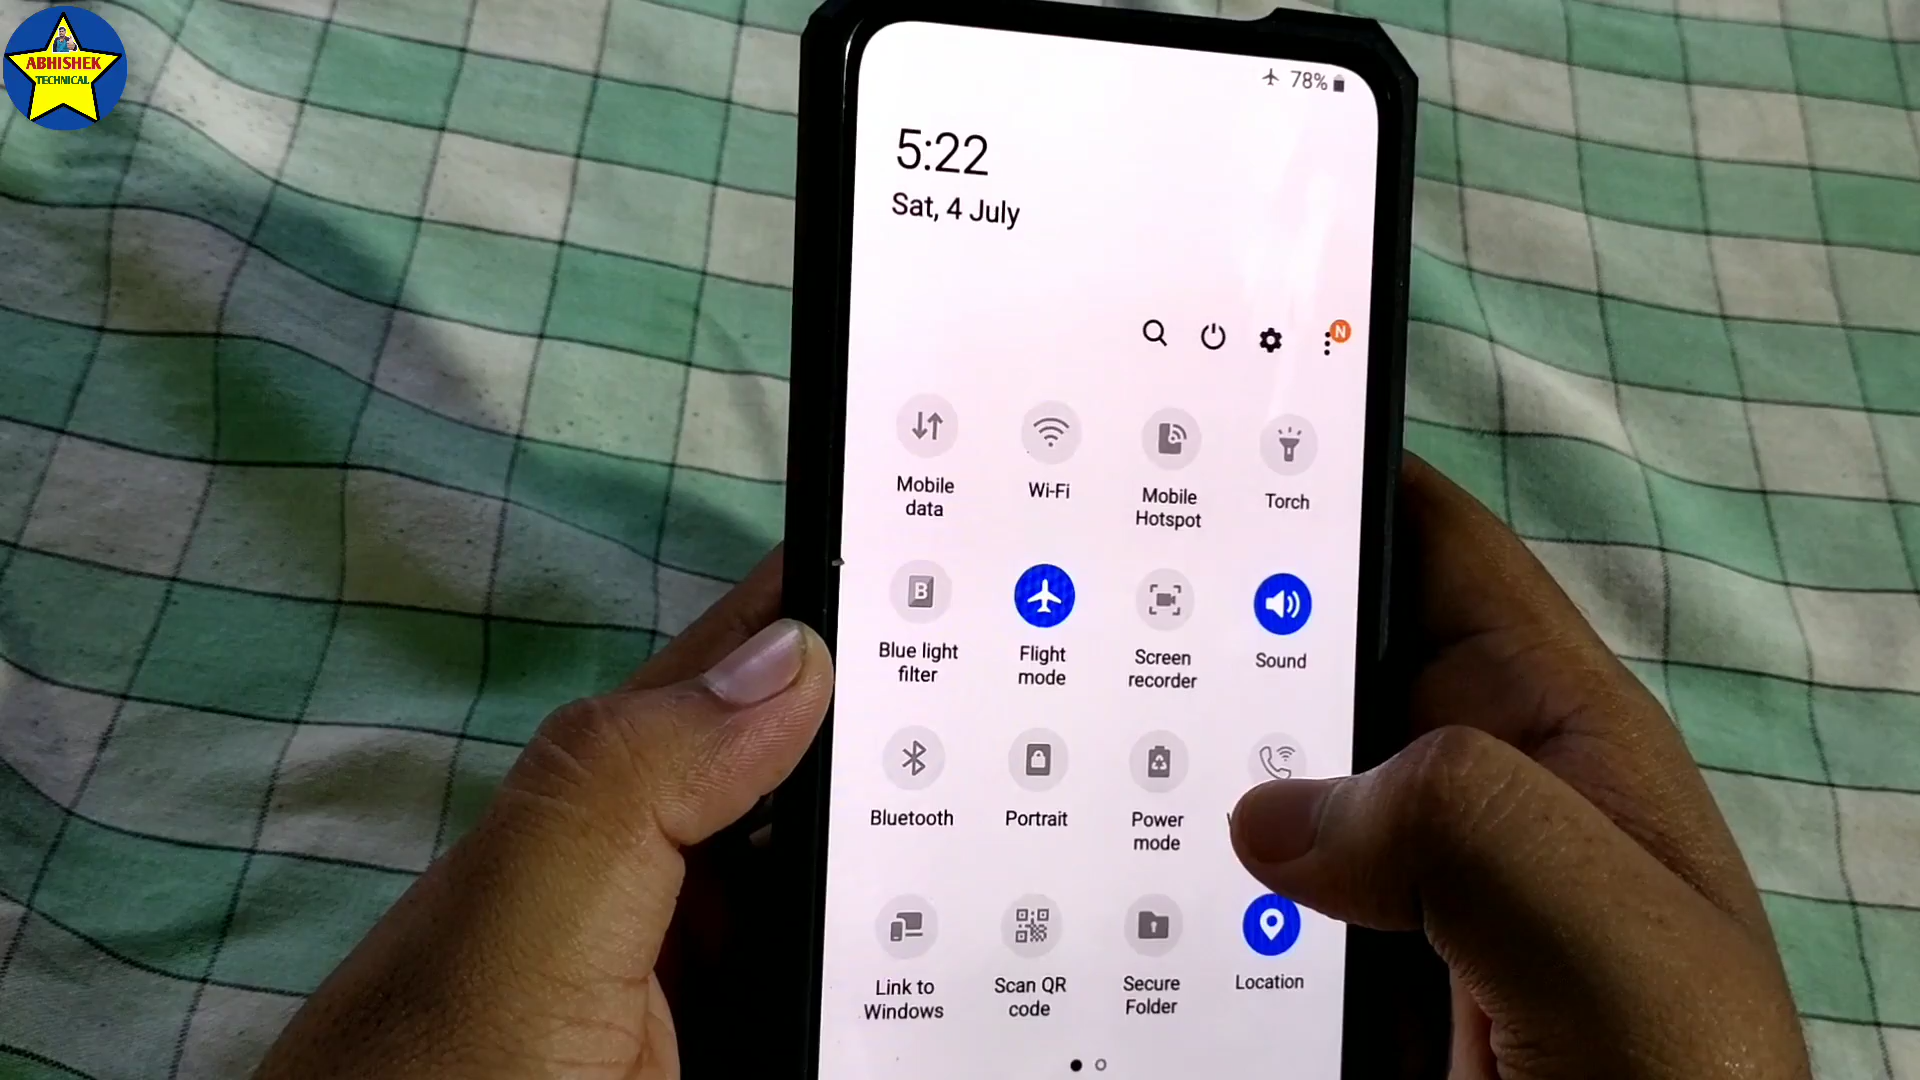 ABHISHEK
TECHNICAL
78%
5:22
Sat, 4 July
N
Mobile
data
Wi-Fi
Mobile
Hotspot
Torch
B
Blue light
filter
Flight
mode
Screen
recorder
Sound
Bluetooth
Portrait
Power
mode
Link to
Windows
Scan QR
code
Secure
Folder
Location